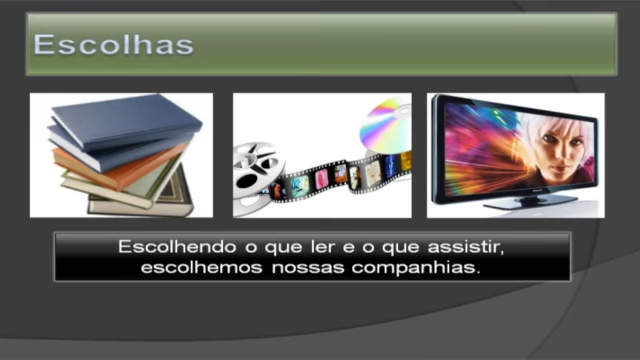 Escolhas
Escolhendo o que ler e o que assistir,
escolhemos nossas companhias.